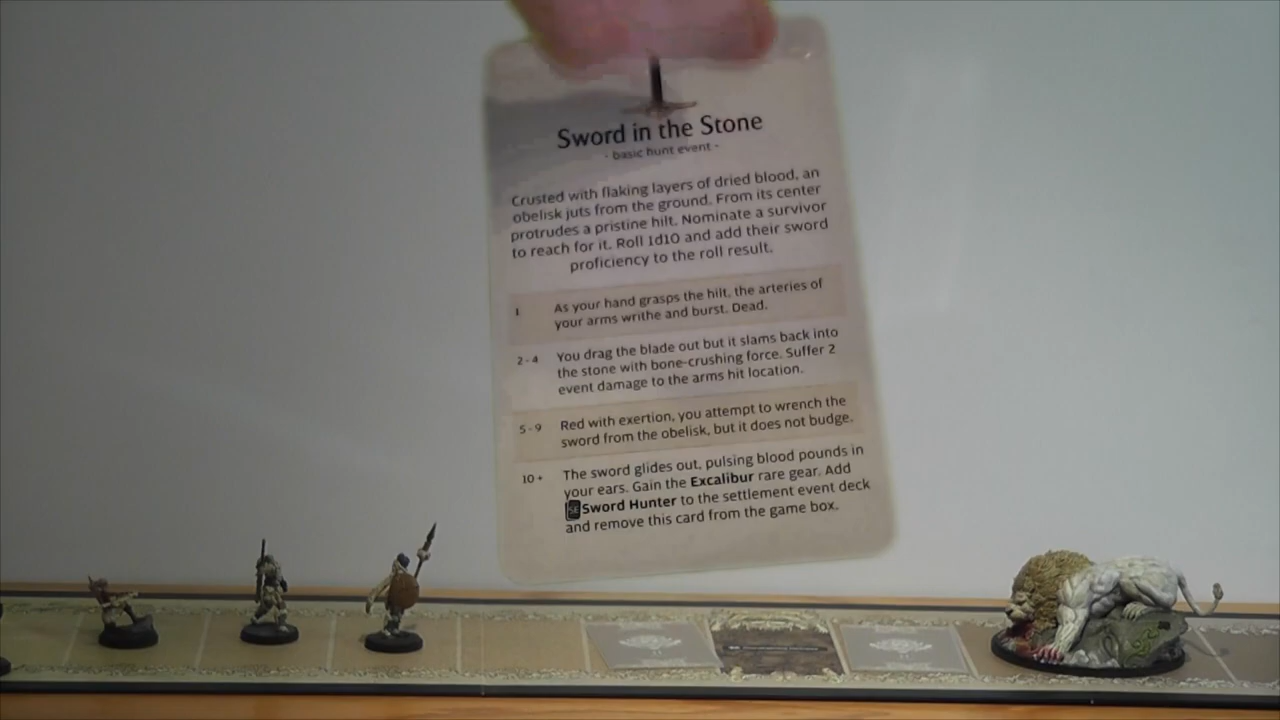 Sword in the Stone
- basic hunt event -
Crusted with flaking layers of dried blood, an
obelisk juts from the ground. From its center
protrudes a pristine hilt. Nominate a survivor
to reach for it. Roll 1d10 and add their sword
proficiency to the roll result.
1 As your hand grasps the hilt, the arteries of
your arms writhe and burst. Dead.
2 - 4 You drag the blade out but it slams back into
the stone with bone-crushing force. Suffer 2
event damage to the arms hit location.
5 - 9 Red with exertion, you attempt to wrench the
sword from the obelisk, but it does not budge.
10 + The sword glides out, pulsing blood pounds in
your ears. Gain the Excalibur rare gear. Add
SE Sword Hunter to the settlement event deck
and remove this card from the game box.